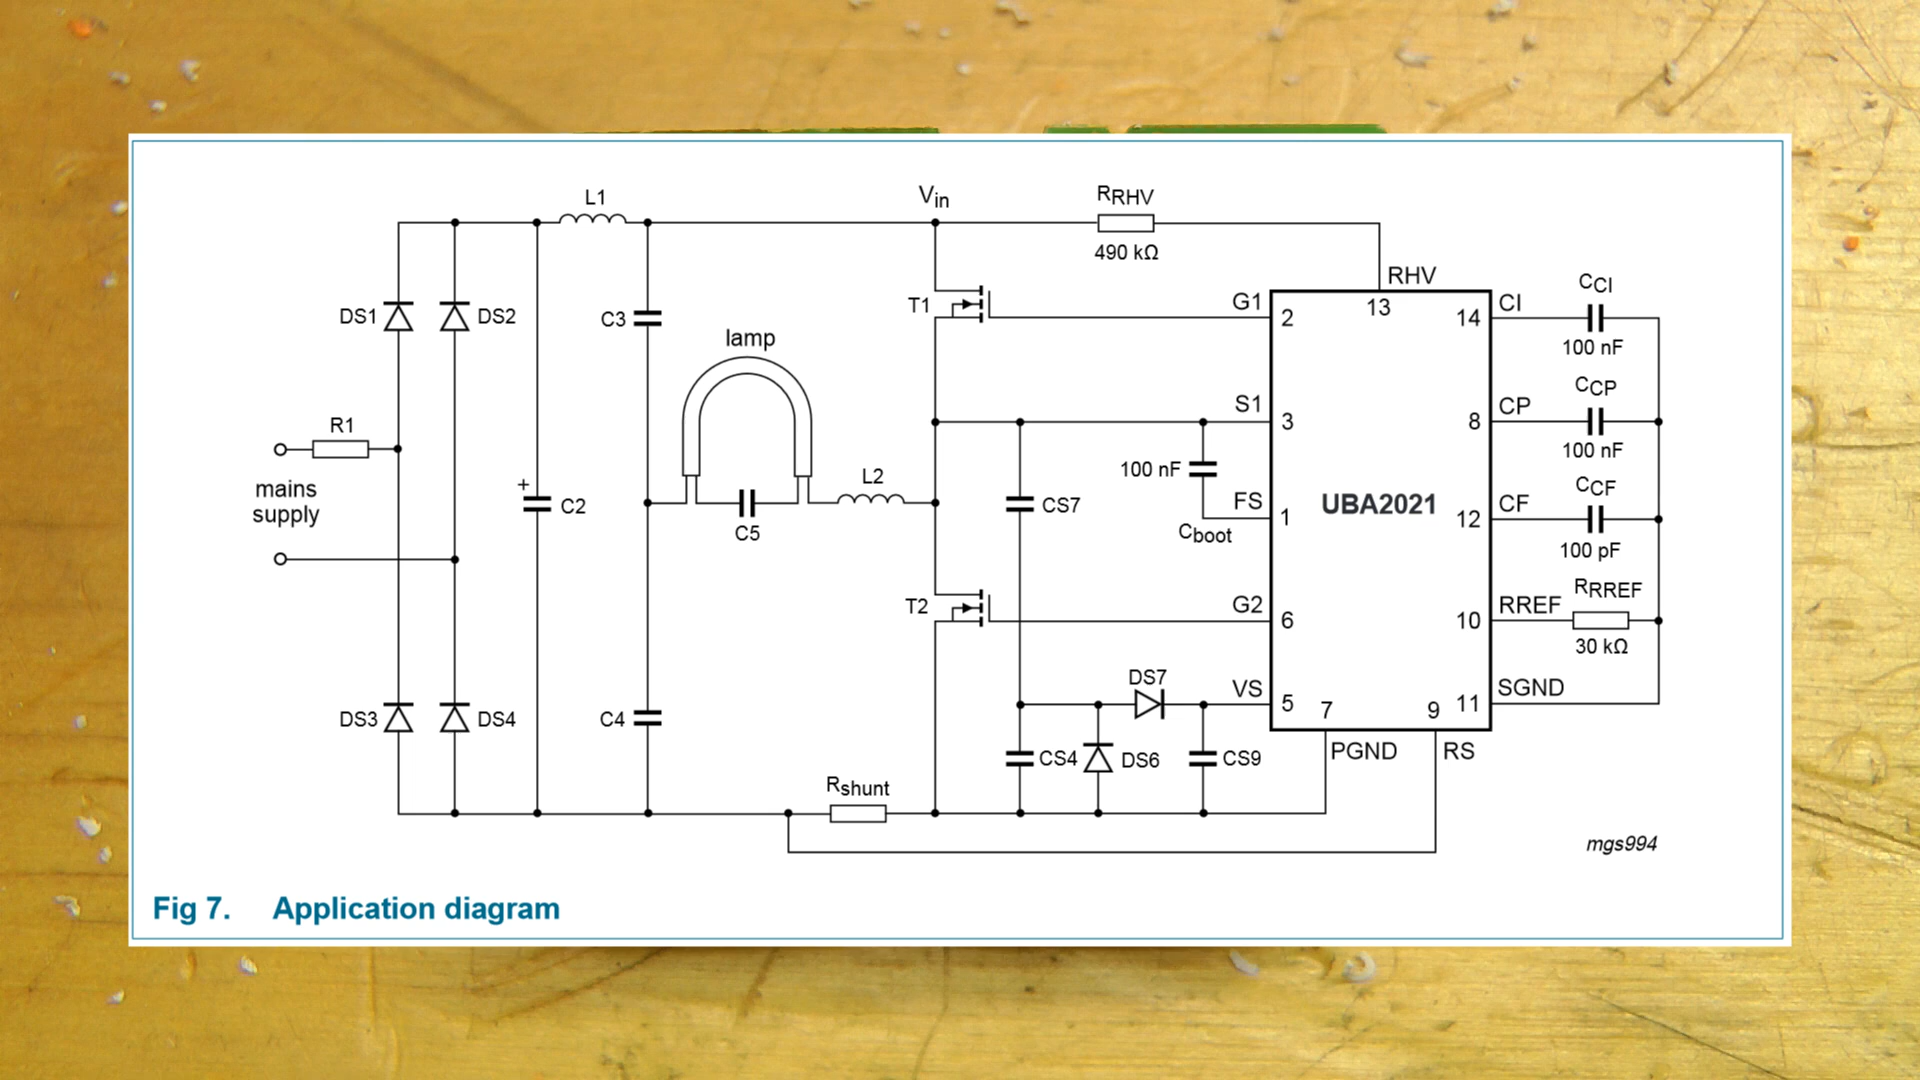 L1
Vin
RRHV
490 kΩ
RHV
DS1
DS2
C3
lamp
T1
G1
2
13
14
CI
CCI
100 nF
R1
mains
supply
+
C2
C5
L2
S1
3
8
CP
CCP
100 nF
100 nF
CS7
Cboot
FS
1
UBA2021
12
CF
CCF
100 pF
T2
G2
6
10
RREF
RRREF
30 kΩ
DS3
DS4
C4
DS7
VS
5
7
9
11
SGND
CS4
DS6
CS9
PGND
RS
Rshunt
mgs994
Fig 7. Application diagram